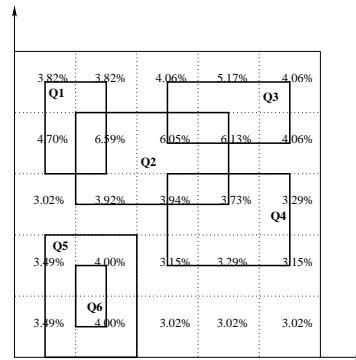 3.82% 3.82% 4.06% 5.17% 4.06%
Q1 Q3
4.70% 6.59% 6.05% 6.13% 4.06%
Q2
3.02% 3.92% 3.94% 3.73% 3.29%
Q4
Q5
3.49% 4.00% 3.15% 3.29% 3.15%
Q6
3.49% 4.00% 3.02% 3.02% 3.02%